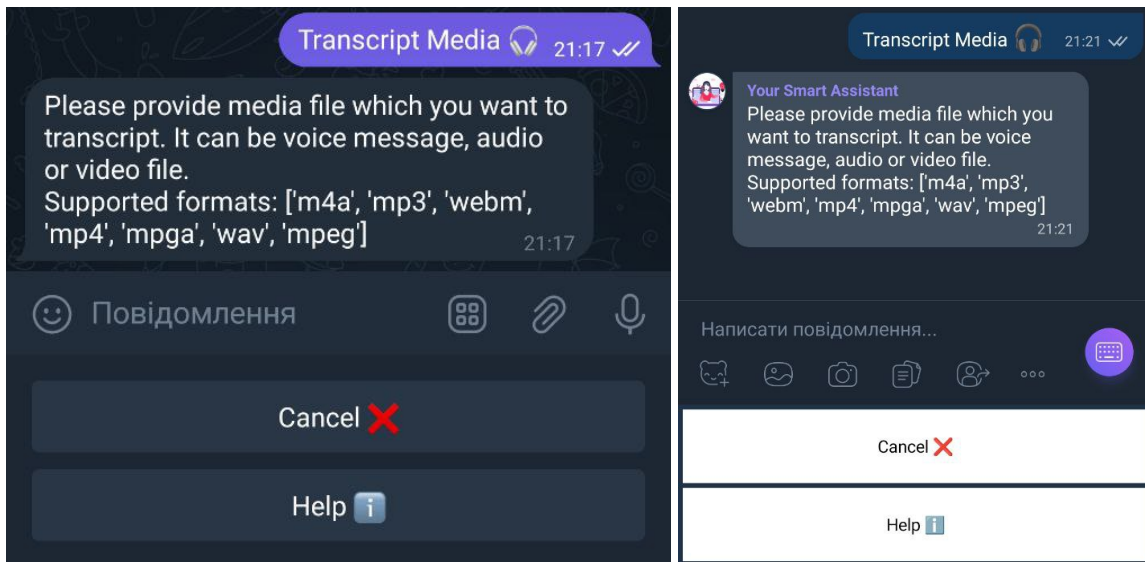 Transcript Media 🎧 21:17
Please provide media file which you want to
transcript. It can be voice message, audio
or video file.
Supported formats: ['m4a', 'mp3', 'webm',
'mp4', 'mpga', 'wav', 'mpeg']
21:17
Повідомлення
Cancel ❌
Help ℹ️
Transcript Media 🎧 21:21
Your Smart Assistant
Please provide media file which you
want to transcript. It can be voice
message, audio or video file.
Supported formats: ['m4a', 'mp3',
'webm', 'mp4', 'mpga', 'wav', 'mpeg']
21:21
Написати повідомлення...
Cancel ❌
Help ℹ️